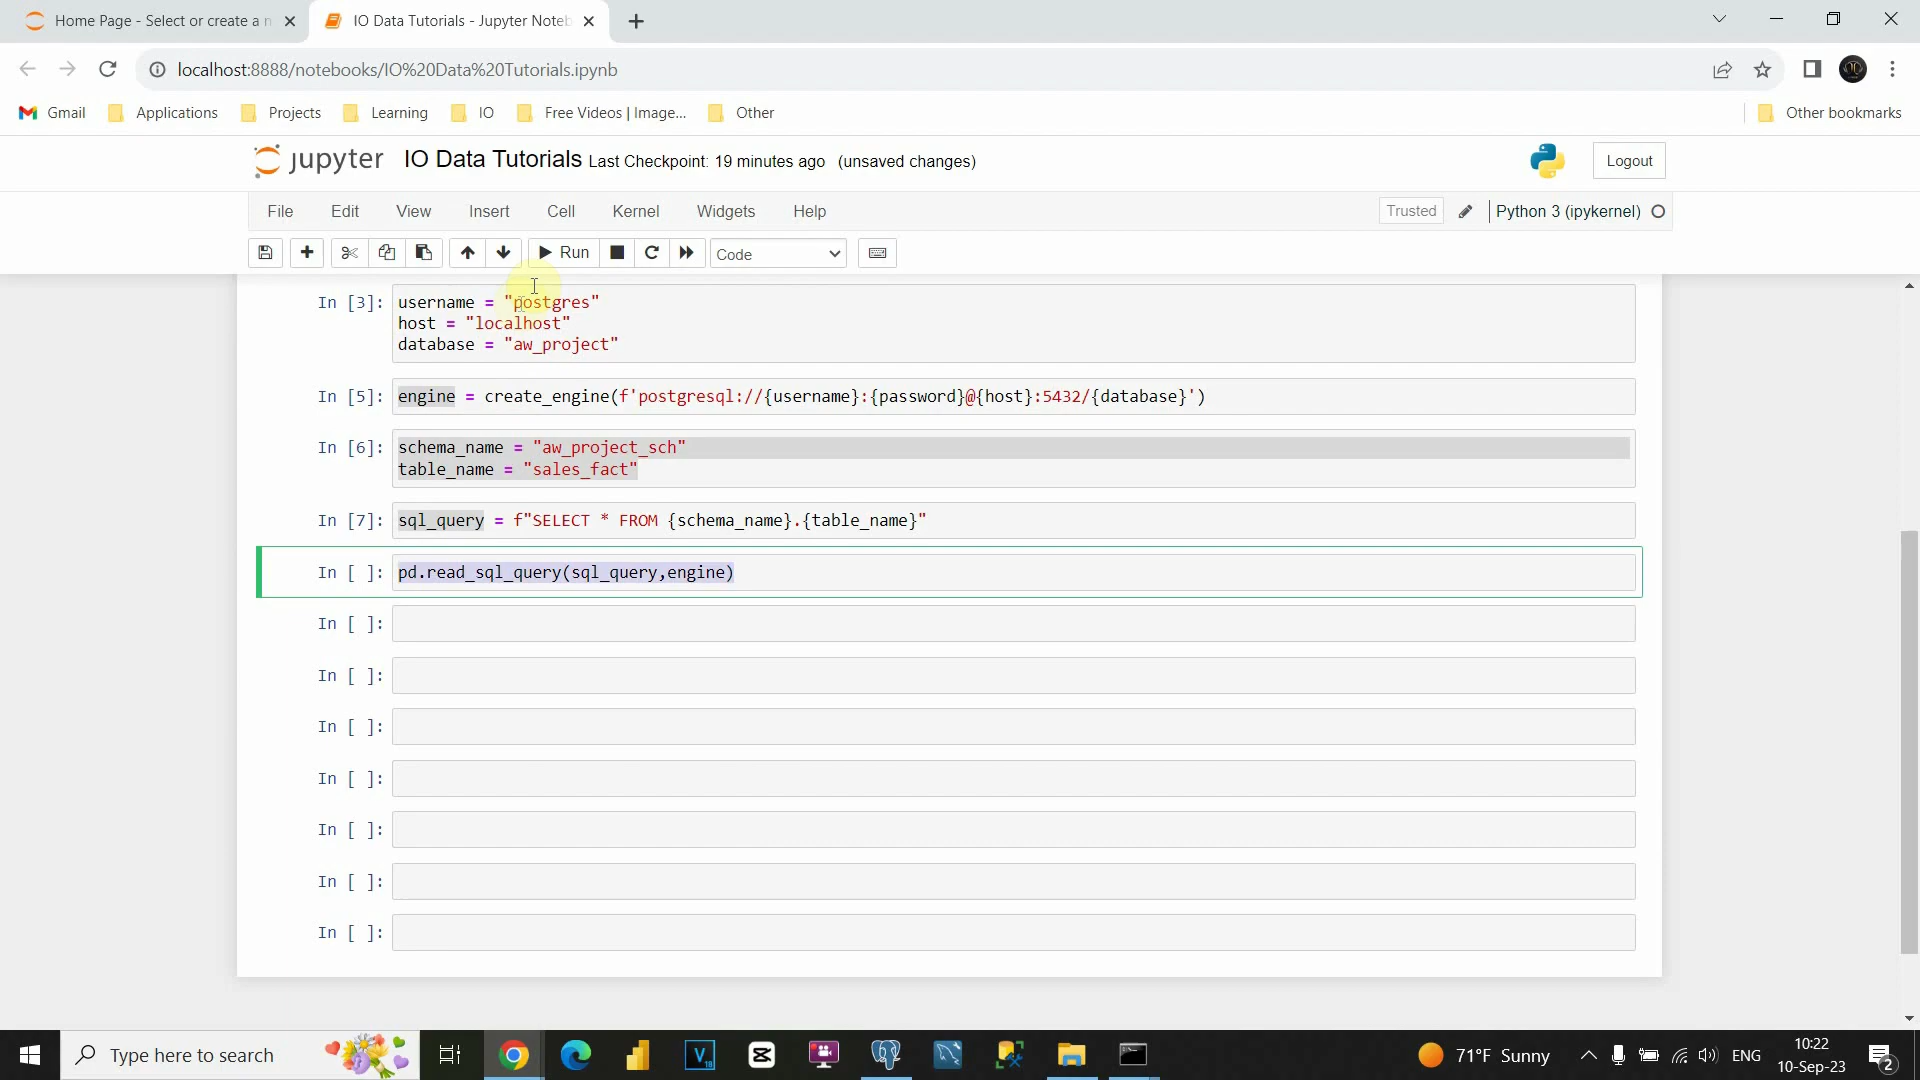 Home Page - Select or create a n
IO Data Tutorials - Jupyter Noteb
localhost:8888/notebooks/IO%20Data%20Tutorials.ipynb
Gmail Applications Projects Learning IO Free Videos | Image... Other Other bookmarks
jupyter IO Data Tutorials Last Checkpoint: 19 minutes ago (unsaved changes) Logout
File Edit View Insert Cell Kernel Widgets Help Trusted Python 3 (ipykernel)
Run Code
In [3]: username = "postgres"
host = "localhost"
database = "aw_project"
In [5]: engine = create_engine(f'postgresql://{username}:{password}@{host}:5432/{database}')
In [6]: schema_name = "aw_project_sch"
table_name = "sales_fact"
In [7]: sql_query = f"SELECT * FROM {schema_name}.{table_name}"
In [ ]: pd.read_sql_query(sql_query,engine)
In [ ]:
In [ ]:
In [ ]:
In [ ]:
In [ ]:
In [ ]:
In [ ]:
Type here to search
71°F Sunny
ENG
10:22
10-Sep-23
2